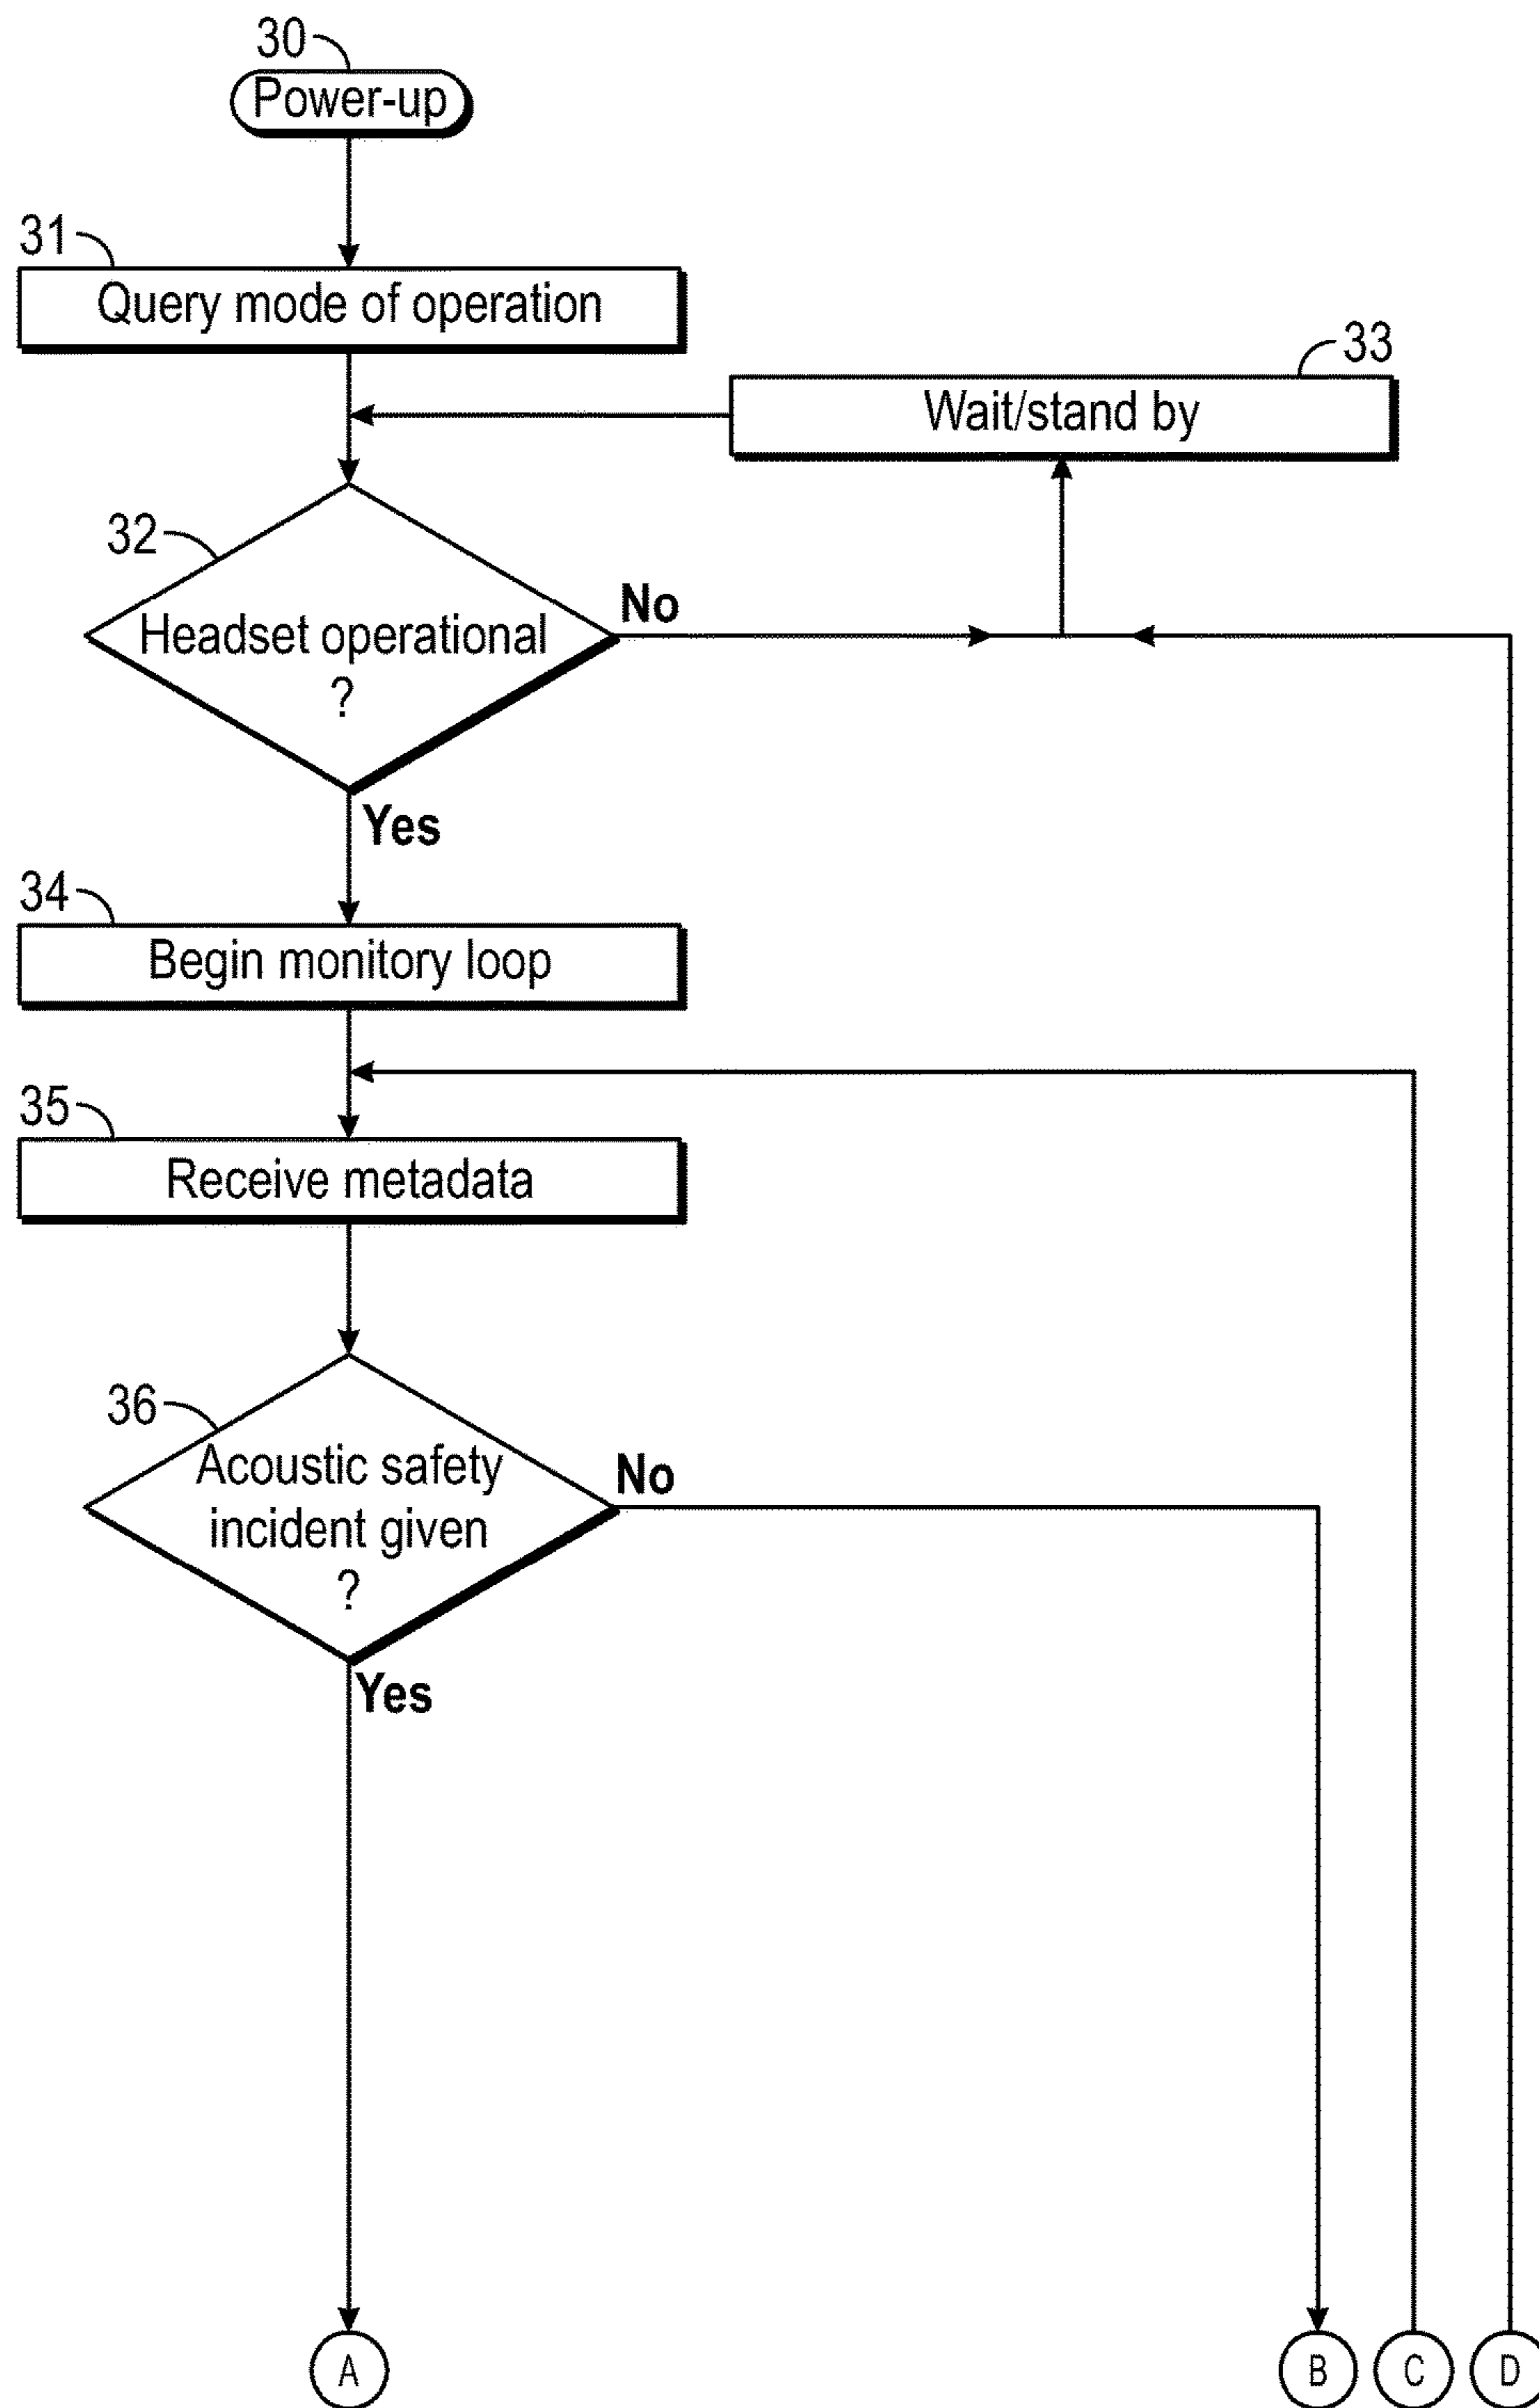 30
Power-up
31
Query mode of operation
33
Wait/stand by
32
Headset operational
?
No
Yes
34
Begin monitory loop
35
Receive metadata
36
Acoustic safety
incident given
?
No
Yes
A
B
C
D